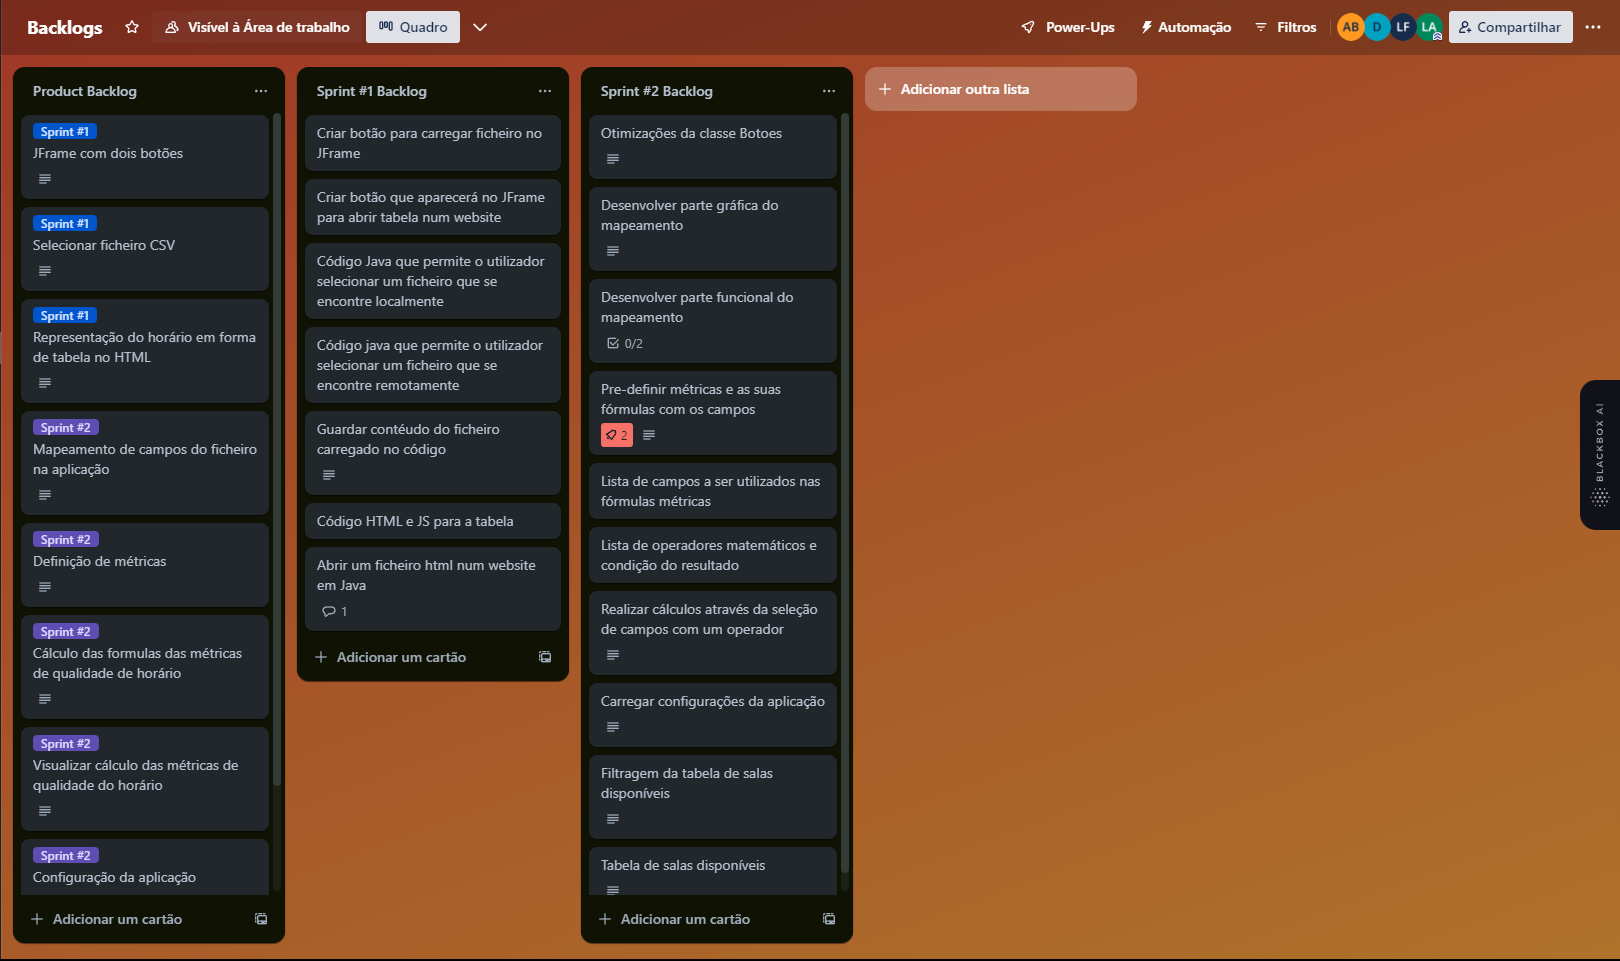 Backlogs
Visível à Área de trabalho
Quadro
Power-Ups
Automação
Filtros
AB
D
LF
LA
Compartilhar
Product Backlog
Sprint #1
JFrame com dois botões
Sprint #1
Selecionar ficheiro CSV
Sprint #1
Representação do horário em forma
de tabela no HTML
Sprint #2
Mapeamento de campos do ficheiro
na aplicação
Sprint #2
Definição de métricas
Sprint #2
Cálculo das formulas das métricas
de qualidade de horário
Sprint #2
Visualizar cálculo das métricas de
qualidade do horário
Sprint #2
Configuração da aplicação
Adicionar um cartão
Sprint #1 Backlog
Criar botão para carregar ficheiro no
JFrame
Criar botão que aparecerá no JFrame
para abrir tabela num website
Código Java que permite o utilizador
selecionar um ficheiro que se
encontre localmente
Código java que permite o utilizador
selecionar um ficheiro que se
encontre remotamente
Guardar contéudo do ficheiro
carregado no código
Código HTML e JS para a tabela
Abrir um ficheiro html num website
em Java
1
Adicionar um cartão
Sprint #2 Backlog
Otimizações da classe Botoes
Desenvolver parte gráfica do
mapeamento
Desenvolver parte funcional do
mapeamento
0/2
Pre-definir métricas e as suas
fórmulas com os campos
2
Lista de campos a ser utilizados nas
fórmulas métricas
Lista de operadores matemáticos e
condição do resultado
Realizar cálculos através da seleção
de campos com um operador
Carregar configurações da aplicação
Filtragem da tabela de salas
disponíveis
Tabela de salas disponíveis
Adicionar um cartão
Adicionar outra lista
BLACKBOX AI